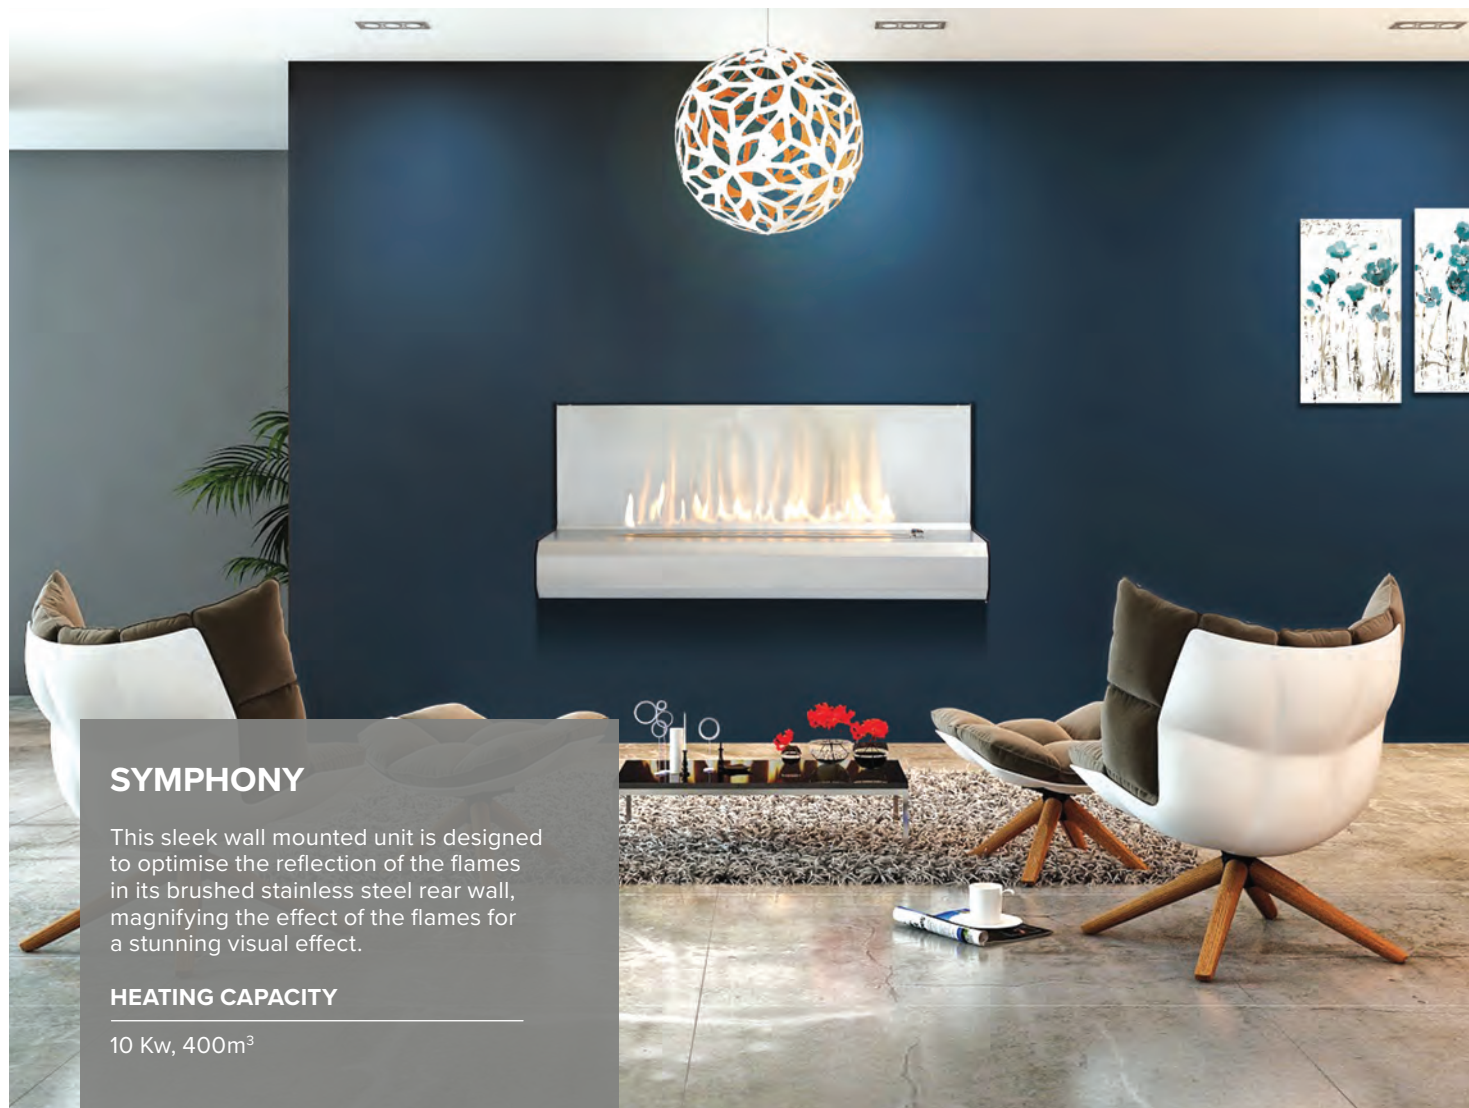 SYMPHONY
This sleek wall mounted unit is designed
to optimise the reflection of the flames
in its brushed stainless steel rear wall,
magnifying the effect of the flames for
a stunning visual effect.
HEATING CAPACITY
10 Kw, 400m³